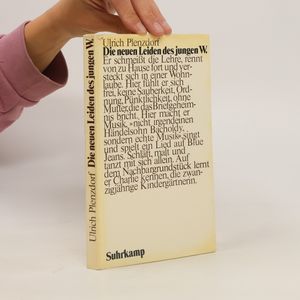 Ulrich Plenzdorf
Die neuen Leiden des jungen W.
Er schmeißt die Lehre, rennt
von zu Hause fort und ver-
steckt sich in einer Wohn-
laube. Hier fühlt er sich
frei, keine Sauberkeit, Ord-
nung, Pünktlichkeit, ohne
Mutter, die das Briefgeheim-
nis bricht. Hier macht er
Musik, »nicht irgendeinen
Händelsohn Bacholdy,
sondern echte Musik«, singt
und spielt ein Lied auf Blue
Jeans. Schläft, malt und
tanzt mit sich allein. Auf
dem Nachbargrundstück lernt
er Charlie kennen, die zwan-
zigjährige Kindergärtnerin.
Suhrkamp
Ulrich Plenzdorf Die neuen Leiden des jungen W.